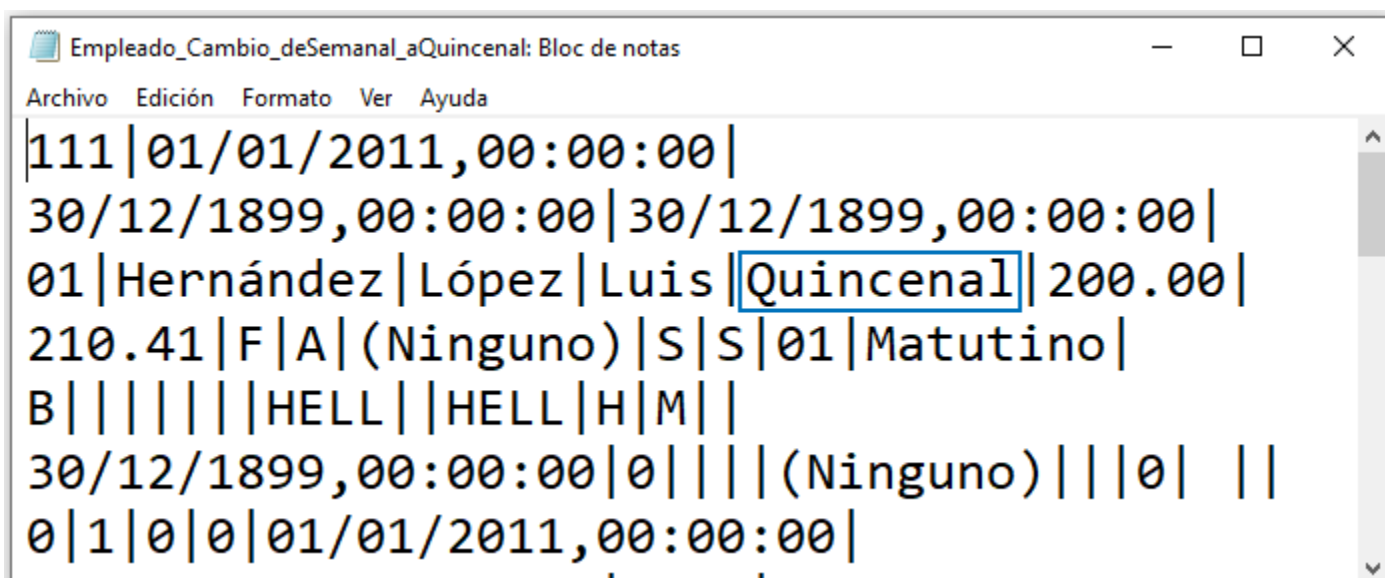 Empleado_Cambio_deSemanal_aQuincenal: Bloc de notas
Archivo Edición Formato Ver Ayuda
111|01/01/2011,00:00:00|
30/12/1899,00:00:00|30/12/1899,00:00:00|
01|Hernández|López|Luis|Quincenal|200.00|
210.41|F|A|(Ninguno)|S|S|01|Matutino|
B|||||||HELL||HELL|H|M||
30/12/1899,00:00:00|0||||(Ninguno)|||0| ||
0|1|0|0|01/01/2011,00:00:00|